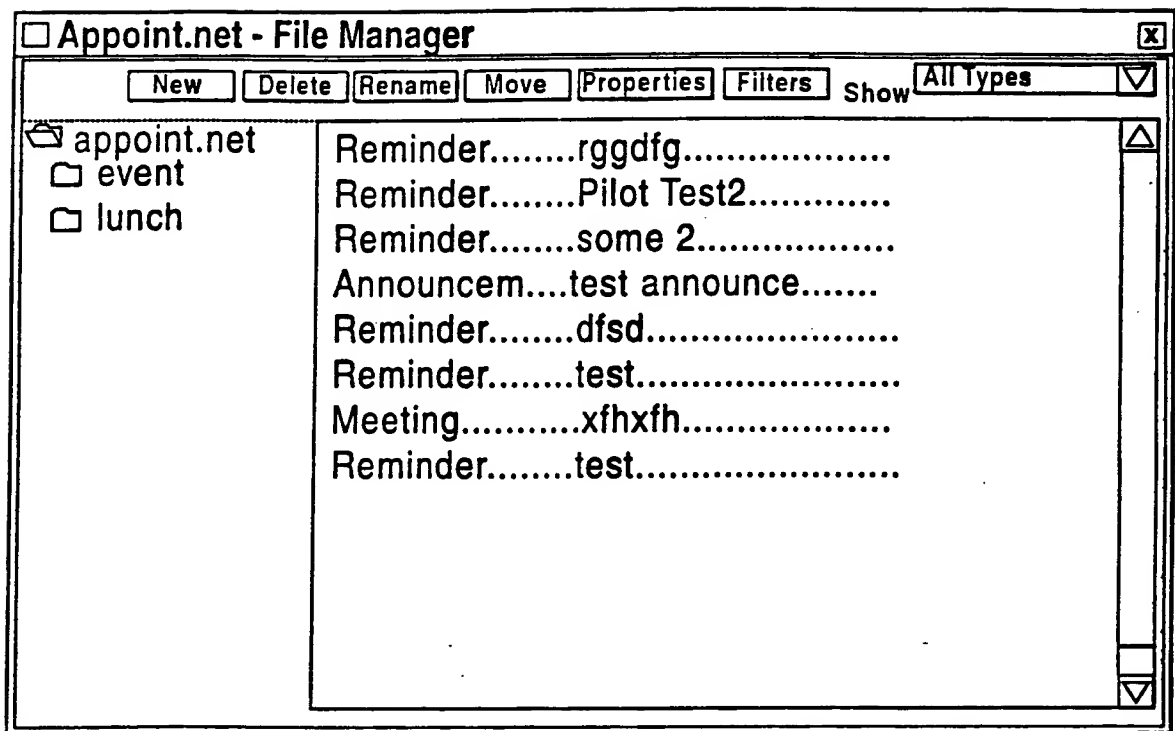 Appoint.net - File Manager
New Delete Rename Move Properties Filters Show All Types
appoint.net
event
lunch
Reminder........rggdfg...................
Reminder........Pilot Test2.............
Reminder........some 2..................
Announcem....test announce.......
Reminder........dfsd.......................
Reminder........test........................
Meeting...........xfhxfh...................
Reminder........test........................